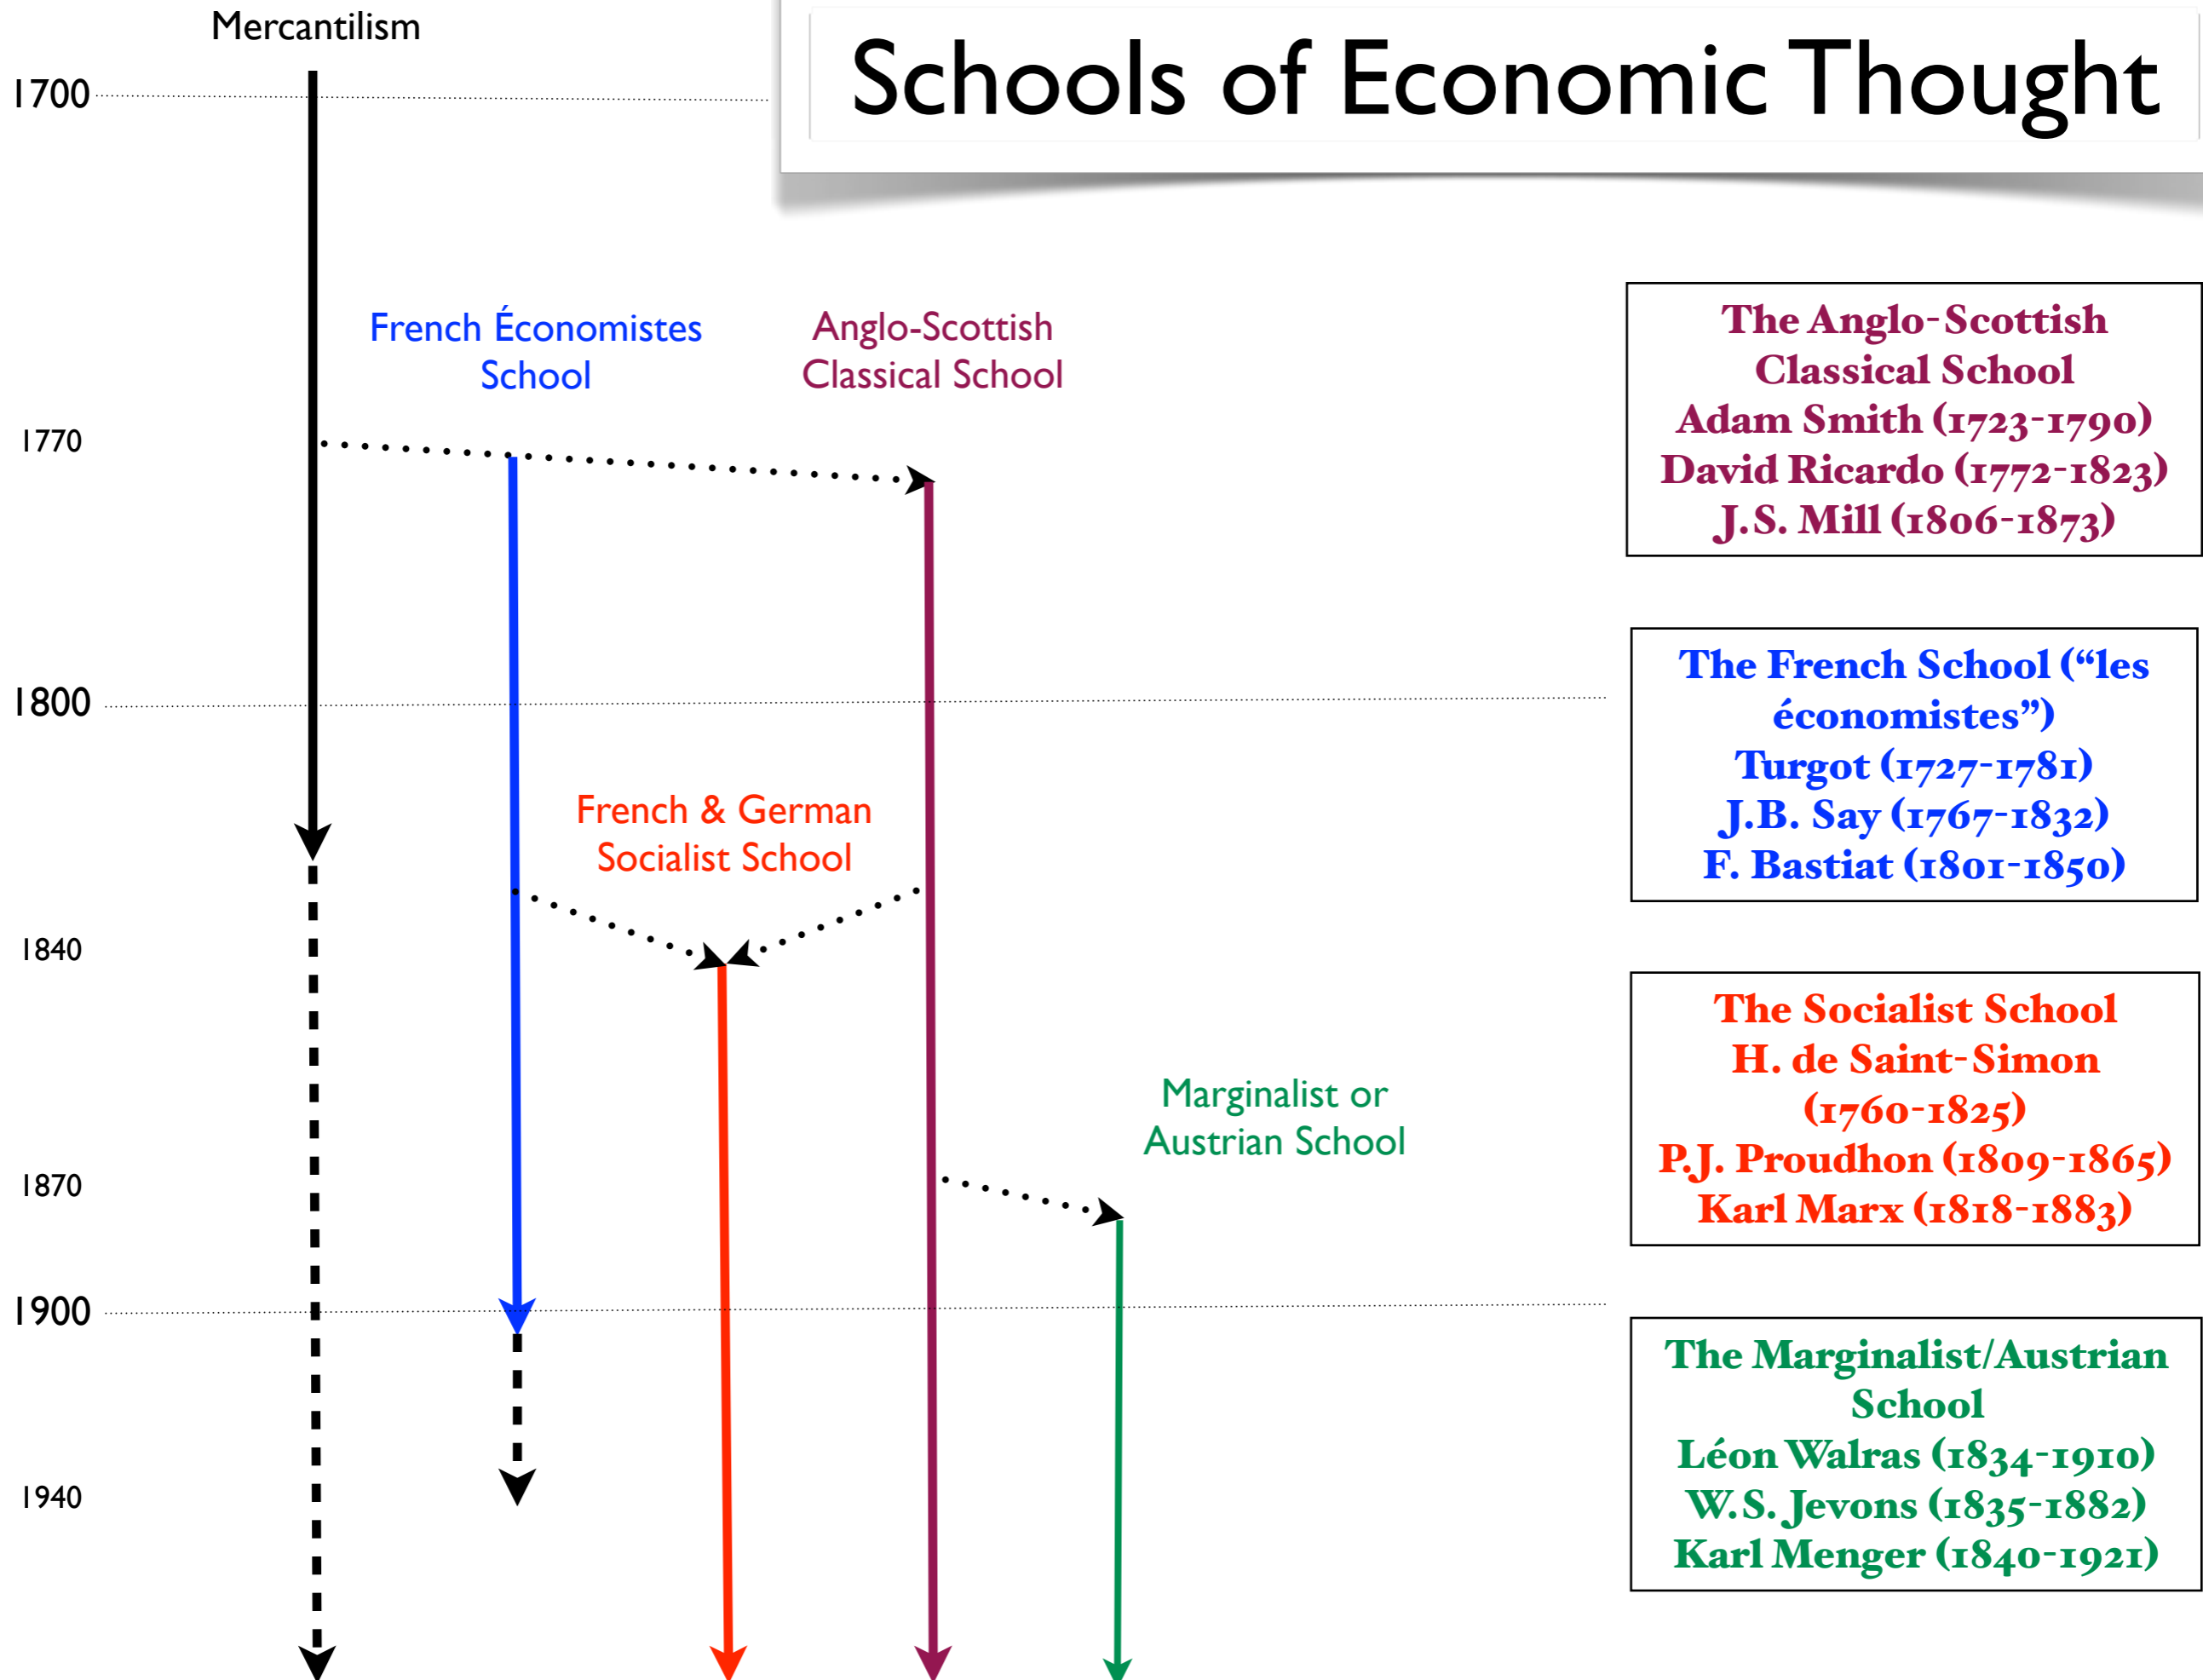 Mercantilism
Schools of Economic Thought
1700
French Économistes
School
Anglo-Scottish
Classical School
1770
1800
French & German
Socialist School
1840
Marginalist or
Austrian School
1870
1900
1940
The Anglo-Scottish
Classical School
Adam Smith (1723-1790)
David Ricardo (1772-1823)
J.S. Mill (1806-1873)
The French School (“les
économistes”)
Turgot (1727-1781)
J.B. Say (1767-1832)
F. Bastiat (1801-1850)
The Socialist School
H. de Saint-Simon
(1760-1825)
P.J. Proudhon (1809-1865)
Karl Marx (1818-1883)
The Marginalist/Austrian
School
Léon Walras (1834-1910)
W.S. Jevons (1835-1882)
Karl Menger (1840-1921)